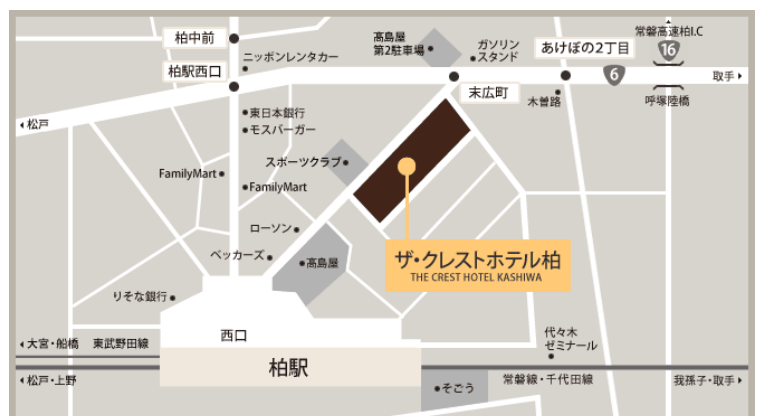 常磐高速柏I.C
16
柏中前
髙島屋
第2駐車場
ガソリン
スタンド
あけぼの2丁目
ニッポンレンタカー
柏駅西口
6
取手
末広町
木曽路
呼塚陸橋
松戸
東日本銀行
モスバーガー
スポーツクラブ
FamilyMart
FamilyMart
ローソン
ベッカーズ
髙島屋
ザ・クレストホテル柏
THE CREST HOTEL KASHIWA
りそな銀行
西口
代々木
ゼミナール
大宮・船橋 東武野田線
柏駅
松戸・上野
そごう
常磐線・千代田線
我孫子・取手